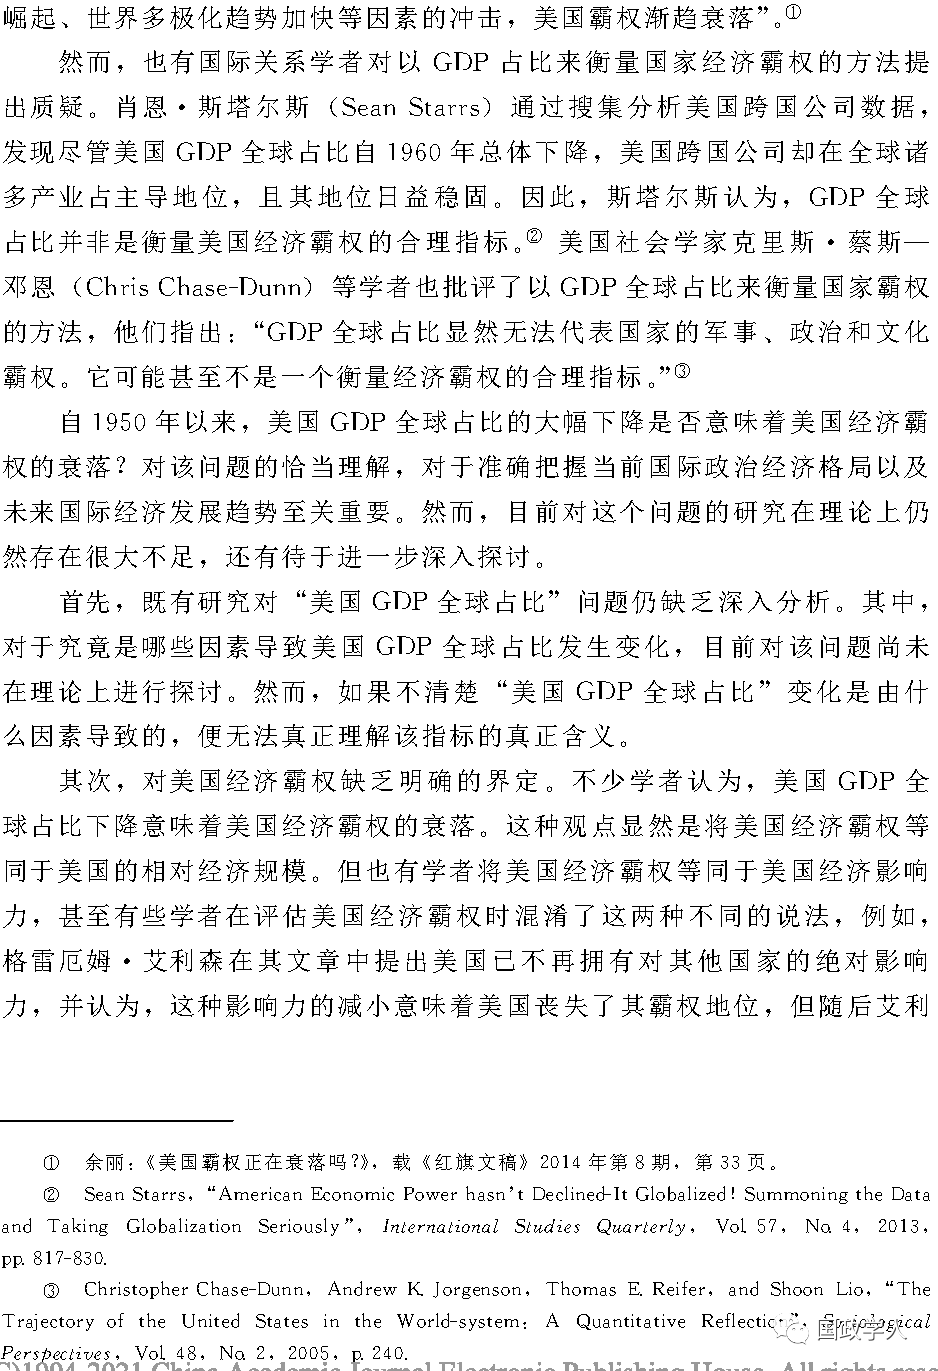 崛起、世界多极化趋势加快等因素的冲击，美国霸权渐趋衰落”。①
然而，也有国际关系学者对以 GDP 占比来衡量国家经济霸权的方法提
出质疑。肖恩·斯塔尔斯（Sean Starrs）通过搜集分析美国跨国公司数据，
发现尽管美国 GDP 全球占比自 1960 年总体下降，美国跨国公司却在全球诸
多产业占主导地位，且其地位日益稳固。因此，斯塔尔斯认为，GDP 全球
占比并非是衡量美国经济霸权的合理指标。② 美国社会学家克里斯·蔡斯—
邓恩（Chris Chase-Dunn）等学者也批评了以 GDP 全球占比来衡量国家霸权
的方法，他们指出：“GDP 全球占比显然无法代表国家的军事、政治和文化
霸权。它可能甚至不是一个衡量经济霸权的合理指标。”③
自 1950 年以来，美国 GDP 全球占比的大幅下降是否意味着美国经济霸
权的衰落？对该问题的恰当理解，对于准确把握当前国际政治经济格局以及
未来国际经济发展趋势至关重要。然而，目前对这个问题的研究在理论上仍
然存在很大不足，还有待于进一步深入探讨。
首先，既有研究对“美国 GDP 全球占比”问题仍缺乏深入分析。其中，
对于究竟是哪些因素导致美国 GDP 全球占比发生变化，目前对该问题尚未
在理论上进行探讨。然而，如果不清楚“美国 GDP 全球占比”变化是由什
么因素导致的，便无法真正理解该指标的真正含义。
其次，对美国经济霸权缺乏明确的界定。不少学者认为，美国 GDP 全
球占比下降意味着美国经济霸权的衰落。这种观点显然是将美国经济霸权等
同于美国的相对经济规模。但也有学者将美国经济霸权等同于美国经济影响
力，甚至有些学者在评估美国经济霸权时混淆了这两种不同的说法，例如，
格雷厄姆·艾利森在其文章中提出美国已不再拥有对其他国家的绝对影响
力，并认为，这种影响力的减小意味着美国丧失了其霸权地位，但随后艾利
① 余丽：《美国霸权正在衰落吗？》，载《红旗文稿》2014 年第 8 期，第 33 页。
② Sean Starrs，“American Economic Power hasn’t Declined-It Globalized! Summoning the Data
and Taking Globalization Seriously”，International Studies Quarterly，Vol. 57，No. 4，2013，
pp. 817-830.
③ Christopher Chase-Dunn，Andrew K. Jorgenson，Thomas E. Reifer，and Shoon Lio，“The
Trajectory of the United States in the World-system：A Quantitative Reflection”，Sociological
Perspectives，Vol. 48，No. 2，2005，p. 240.
国政学人
(C)1994-2021 China Academic Journal Electronic Publishing House. All rights rese